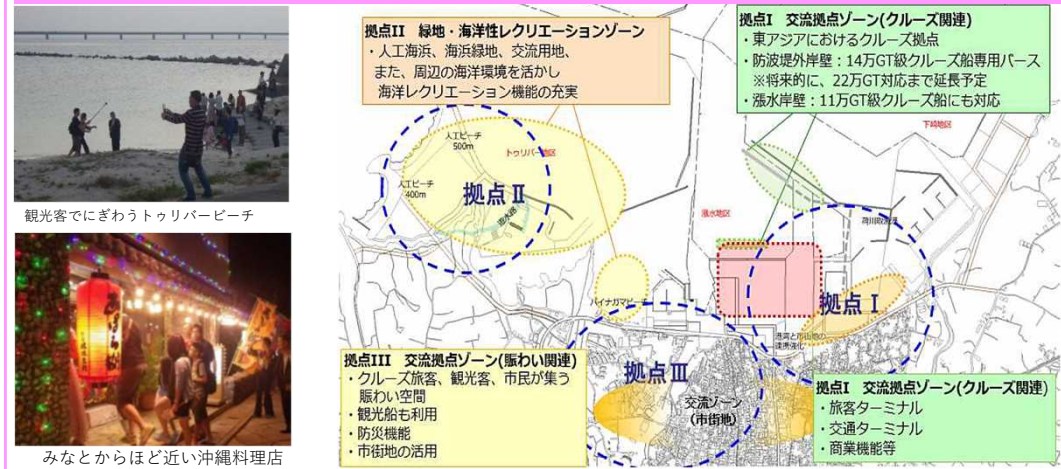 観光客でにぎわうトゥリバービーチ
みなとからほど近い沖縄料理店
拠点II 緑地・海洋性レクリエーションゾーン
・人工海浜、海浜緑地、交流用地、
また、周辺の海洋環境を活かし
海洋レクリエーション機能の充実
拠点I 交流拠点ゾーン(クルーズ関連)
・東アジアにおけるクルーズ拠点
・防波堤外岸壁：14万GT級クルーズ船専用バース
※将来的に、22万GT対応まで延長予定
・漲水岸壁：11万GT級クルーズ船にも対応
下崎地区
人工ビーチ
500m
トゥリバー地区
人工ビーチ
400m
拠点Ⅱ
漲水地区
パイナガマビーチ
拠点Ⅰ
拠点III 交流拠点ゾーン(賑わい関連)
・クルーズ旅客、観光客、市民が集う
賑わい空間
・観光船も利用
・防災機能
・市街地の活用
拠点Ⅲ
交流ゾーン
(市街地)
拠点I 交流拠点ゾーン(クルーズ関連)
・旅客ターミナル
・交通ターミナル
・商業機能等